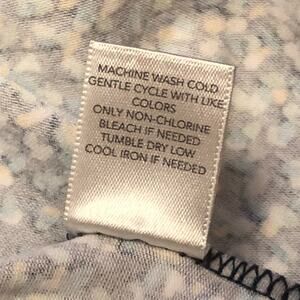 MACHINE WASH COLD
GENTLE CYCLE WITH LIKE
COLORS
ONLY NON-CHLORINE
BLEACH IF NEEDED
TUMBLE DRY LOW
COOL IRON IF NEEDED